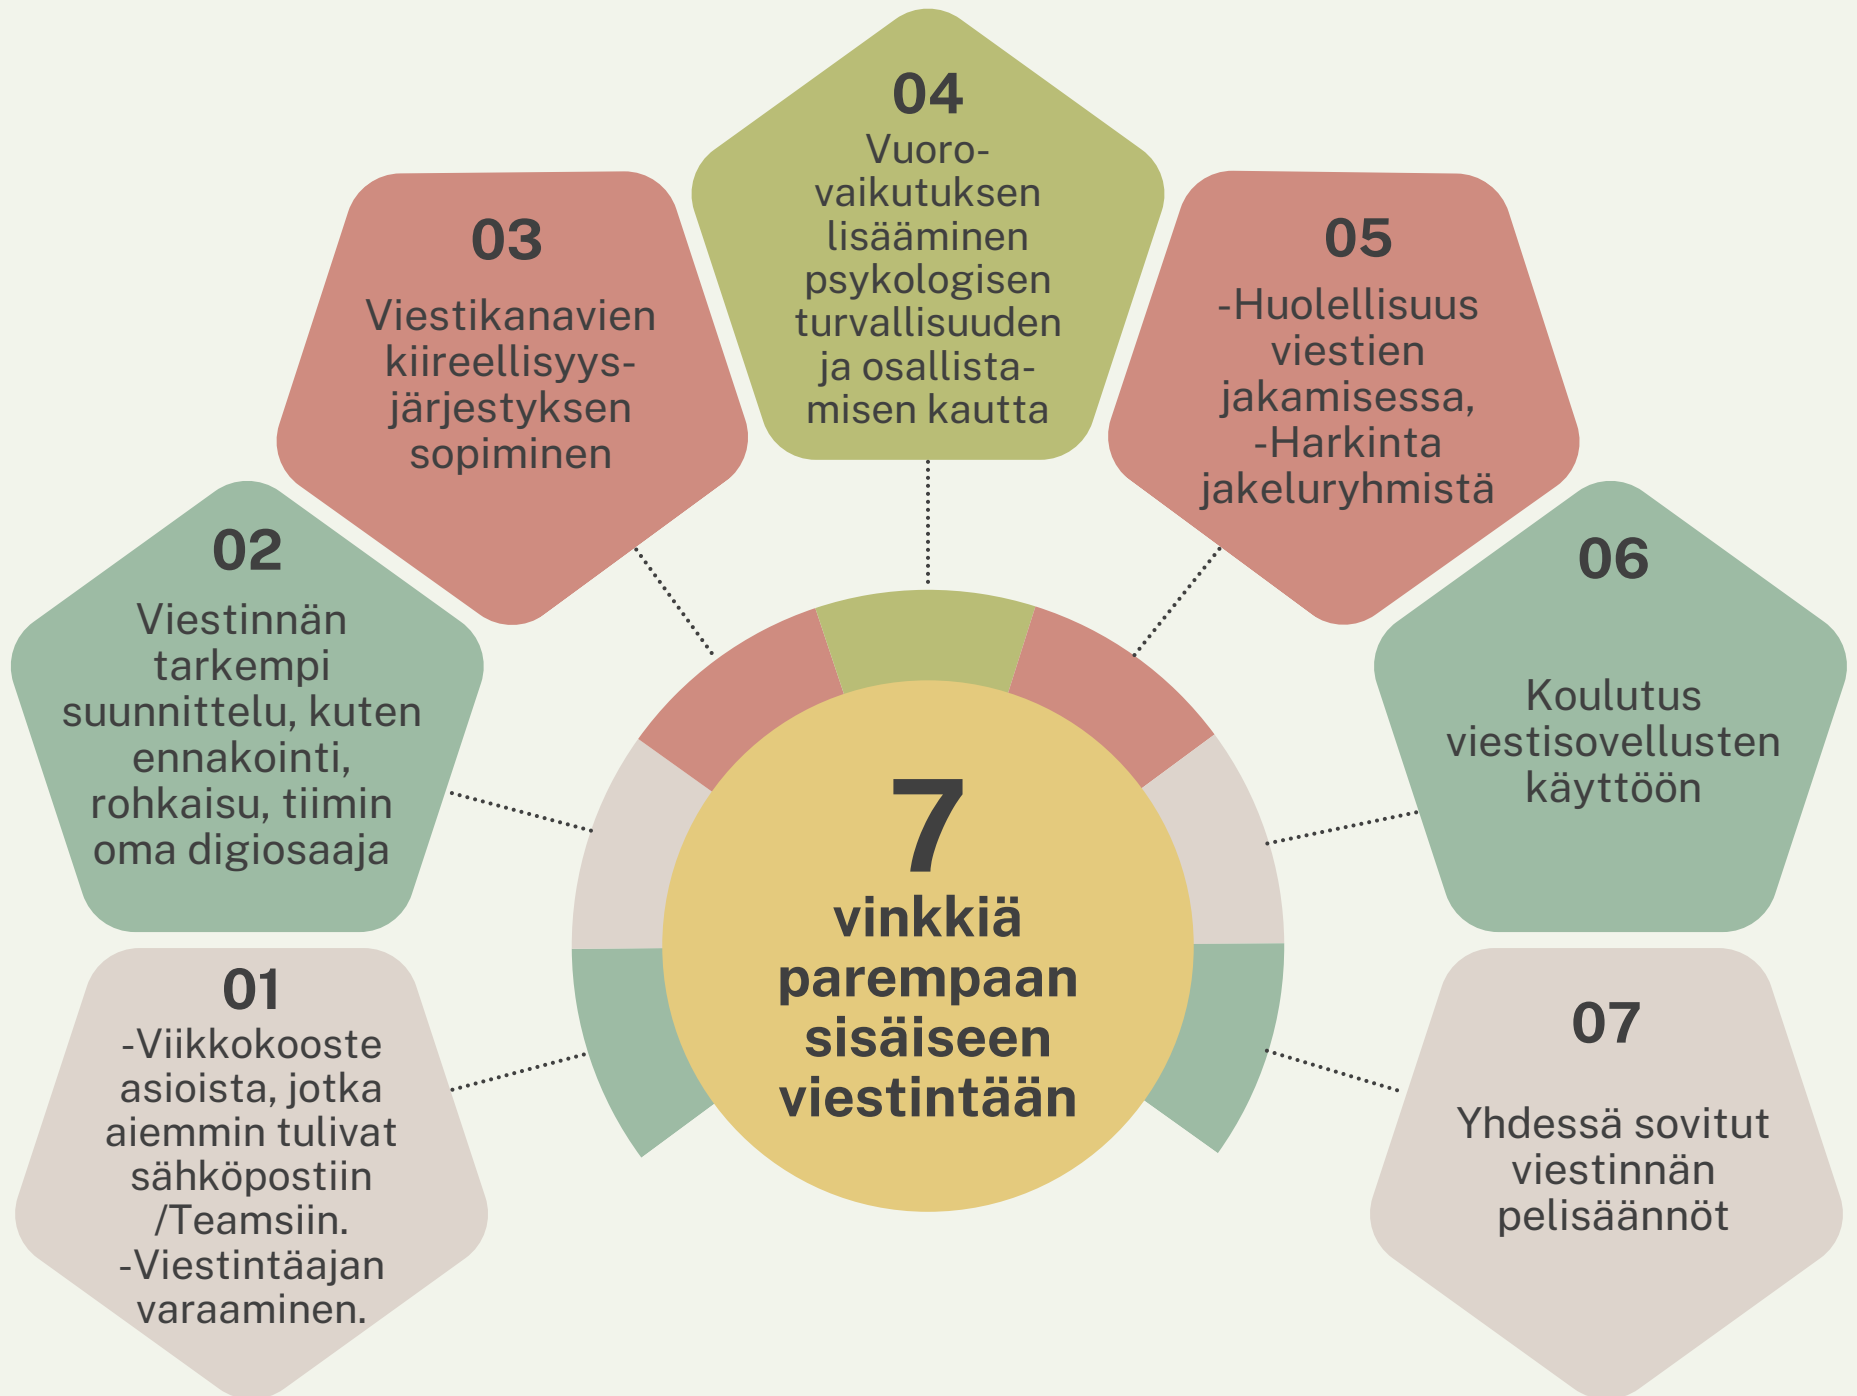 01
-Viikkokooste
asioista, jotka
aiemmin tulivat
sähköpostiin
/Teamsiin.
-Viestintäajan
varaaminen.
02
Viestinnän
tarkempi
suunnittelu, kuten
ennakointi,
rohkaisu, tiimin
oma digiosaaja
03
Viestikanavien
kiireellisyys-
järjestyksen
sopiminen
04
Vuoro-
vaikutuksen
lisääminen
psykologisen
turvallisuuden
ja osallista-
misen kautta
05
-Huolellisuus
viestien
jakamisessa,
-Harkinta
jakeluryhmistä
06
Koulutus
viestisovellusten
käyttöön
07
Yhdessä sovitut
viestinnän
pelisäännöt
7
vinkkiä
parempaan
sisäiseen
viestintään